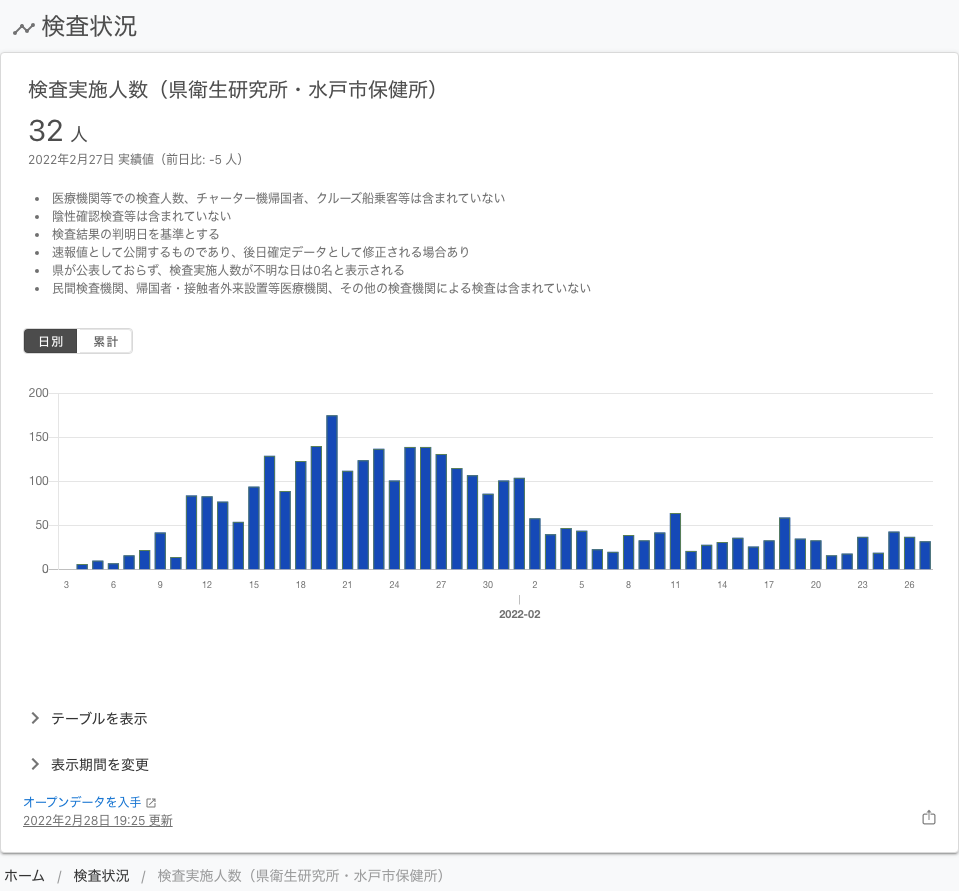 検査状況
検査実施人数（県衛生研究所・水戸市保健所）
32 人
2022年2月27日 実績値（前日比: -5 人）
• 医療機関等での検査人数、チャーター機帰国者、クルーズ船乗客等は含まれていない
• 陰性確認検査等は含まれていない
• 検査結果の判明日を基準とする
• 速報値として公開するものであり、後日確定データとして修正される場合あり
• 県が公表しておらず、検査実施人数が不明な日は0名と表示される
• 民間検査機関、帰国者・接触者外来設置等医療機関、その他の検査機関による検査は含まれていない
日別 累計
200
150
100
50
0
3 6 9 12 15 18 21 24 27 30 2 5 8 11 14 17 20 23 26
2022-02
テーブルを表示
表示期間を変更
オープンデータを入手
2022年2月28日 19:25 更新
ホーム / 検査状況 / 検査実施人数（県衛生研究所・水戸市保健所）